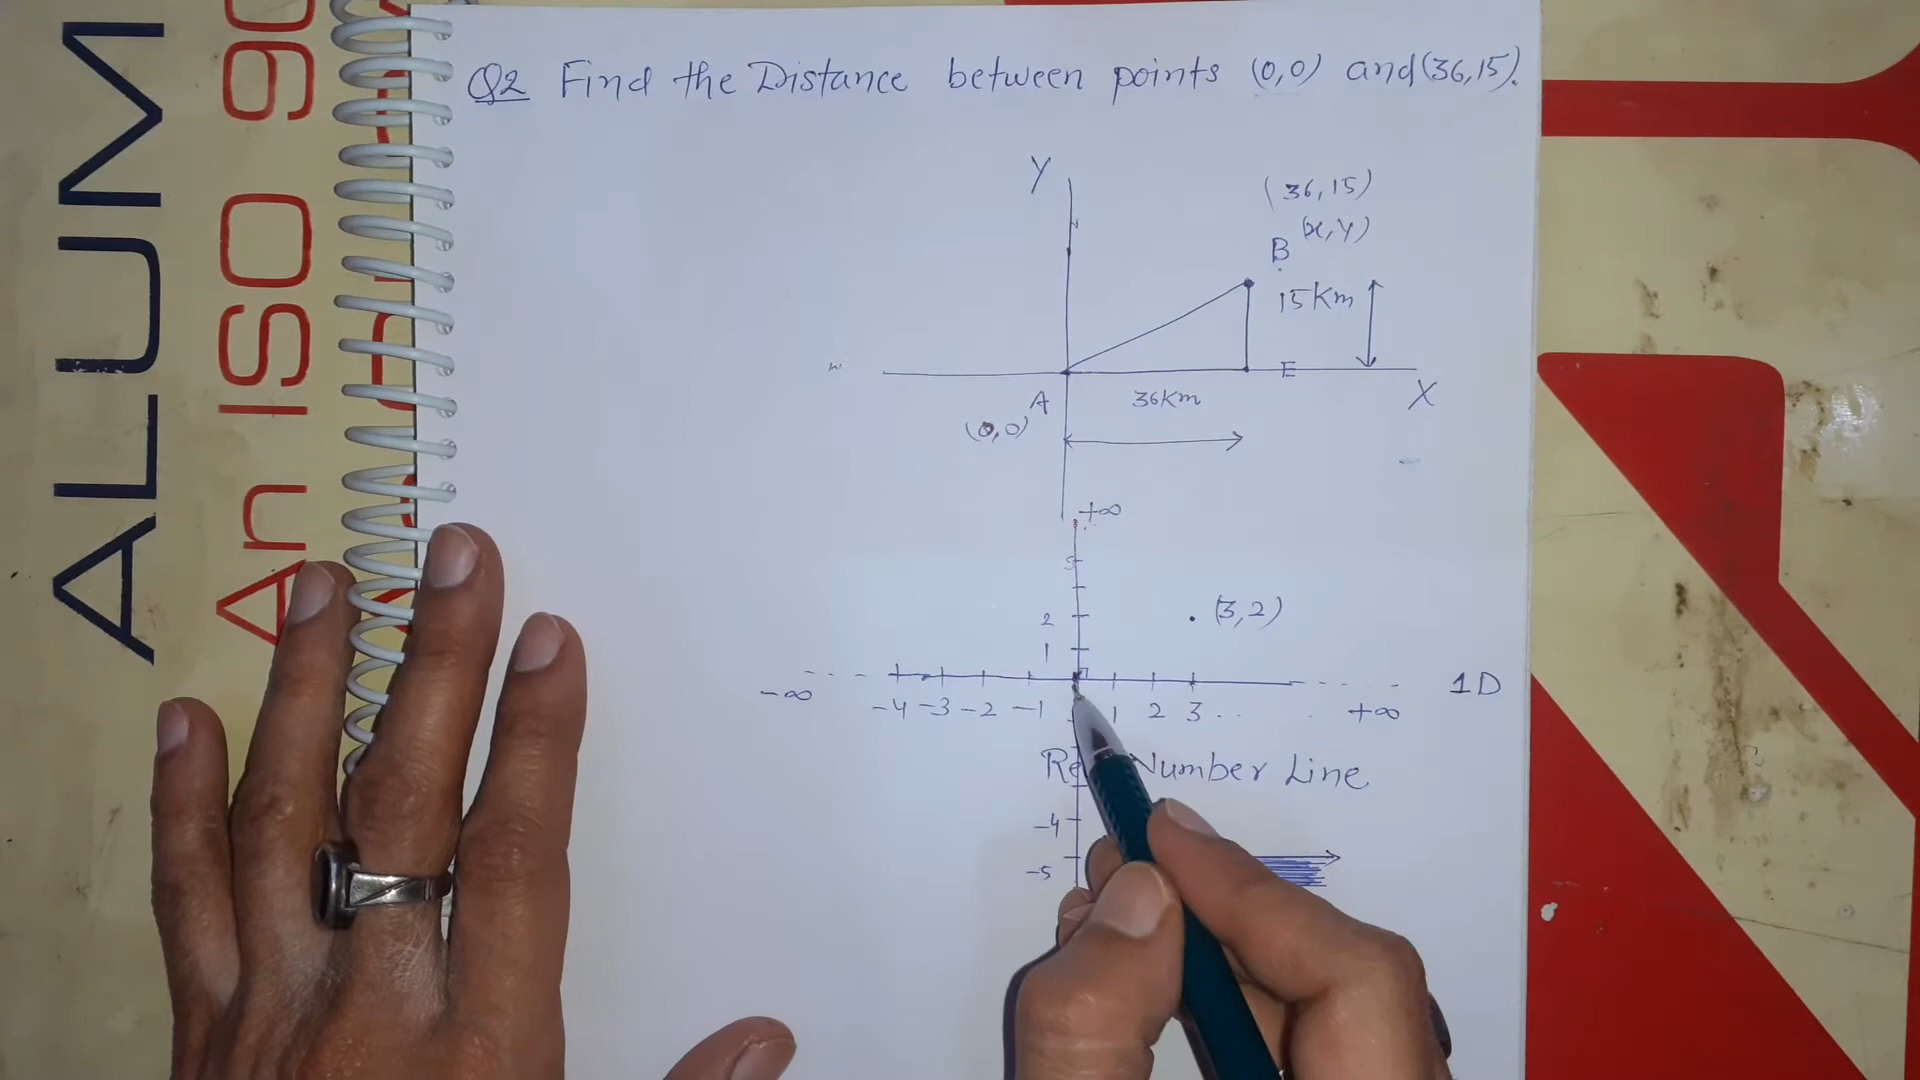 ALUM
An ISO 90
Q2 Find the Distance between points (0,0) and (36,15).
Y
(36,15)
(x,y)
B
15Km
E
X
A
36Km
(0,0)
+∞
5
2
(3,2)
1
-∞
1D
-4 -3 -2 -1 1 2 3 ..
+∞
Number Line
-4
-5